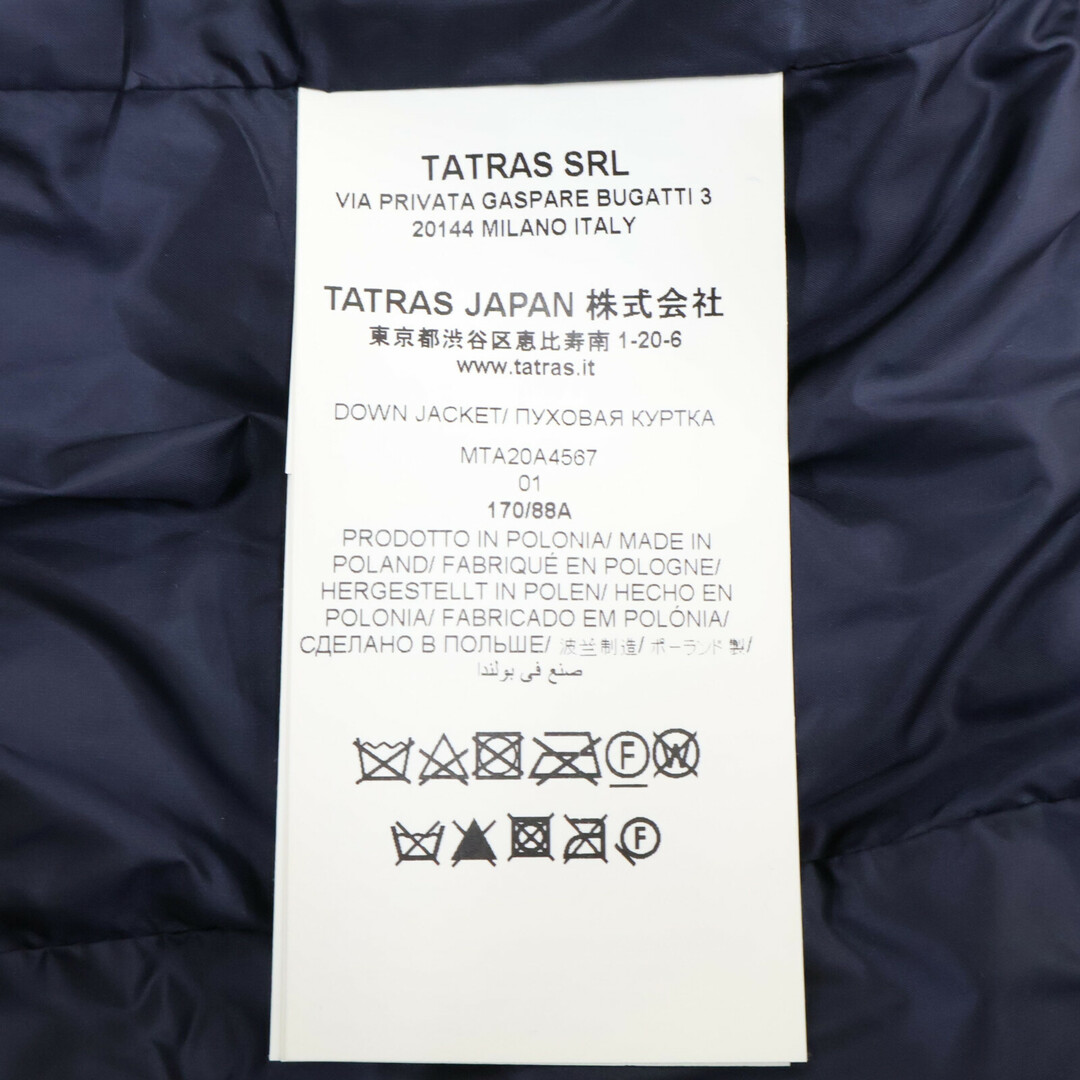 TATRAS SRL
VIA PRIVATA GASPARE BUGATTI 3
20144 MILANO ITALY
TATRAS JAPAN 株式会社
東京都渋谷区恵比寿南 1-20-6
www.tatras.it
DOWN JACKET/ ПУХОВАЯ КУРТКА
MTA20A4567
01
170/88A
PRODOTTO IN POLONIA/ MADE IN
POLAND/ FABRIQUÉ EN POLOGNE/
HERGESTELLT IN POLEN/ HECHO EN
POLONIA/ FABRICADO EM POLÓNIA/
СДЕЛАНО В ПОЛЬШЕ/ 波兰制造/ ポーランド 製/
صنع في بولندا
F W
F